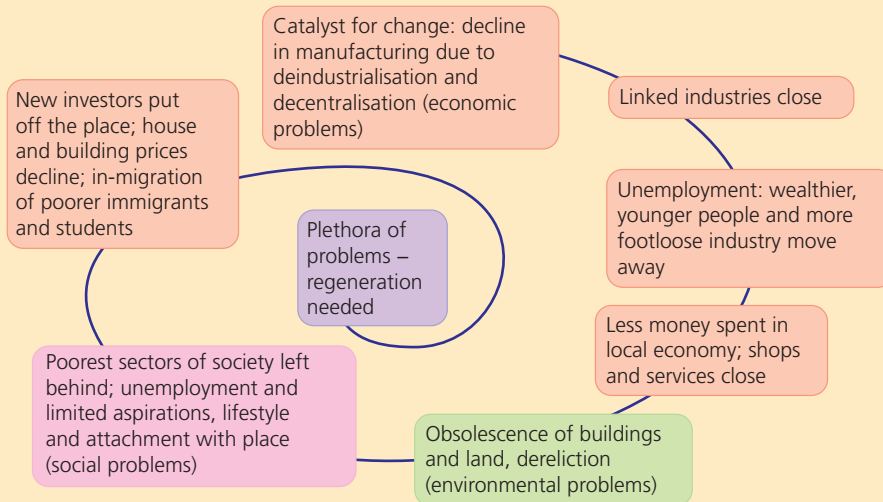 Catalyst for change: decline
in manufacturing due to
deindustrialisation and
decentralisation (economic
problems)
Linked industries close
Unemployment: wealthier,
younger people and more
footloose industry move
away
Less money spent in
local economy; shops
and services close
Obsolescence of buildings
and land, dereliction
(environmental problems)
Poorest sectors of society left
behind; unemployment and
limited aspirations, lifestyle
and attachment with place
(social problems)
New investors put
off the place; house
and building prices
decline; in-migration
of poorer immigrants
and students
Plethora of
problems –
regeneration
needed